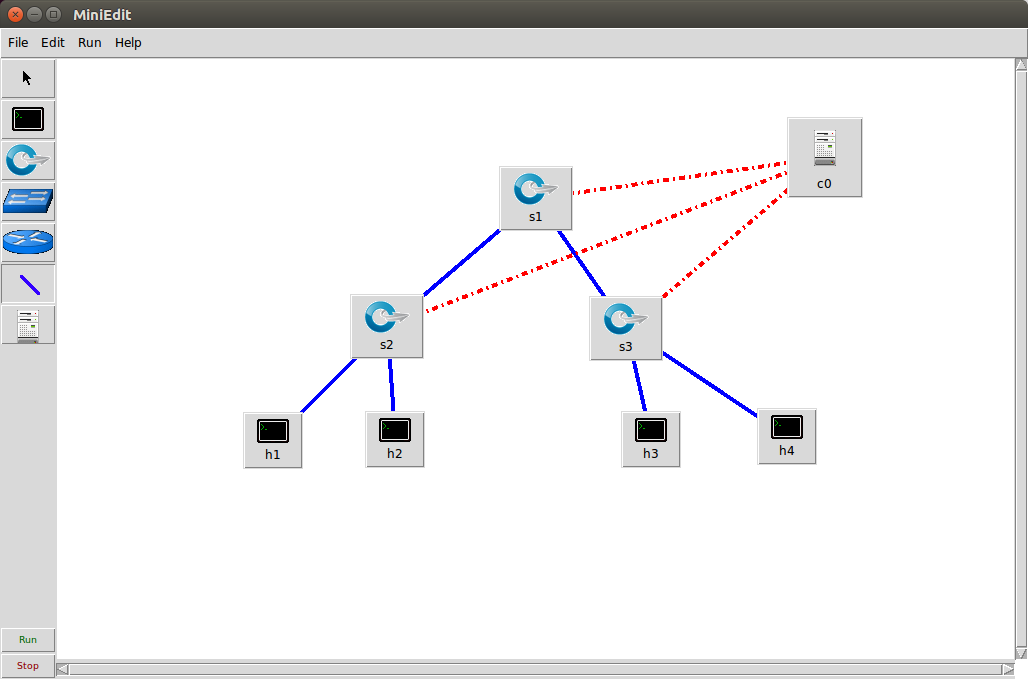 MiniEdit
File Edit Run Help
c0
s1
s2
s3
h1 h2 h3 h4
Run
Stop